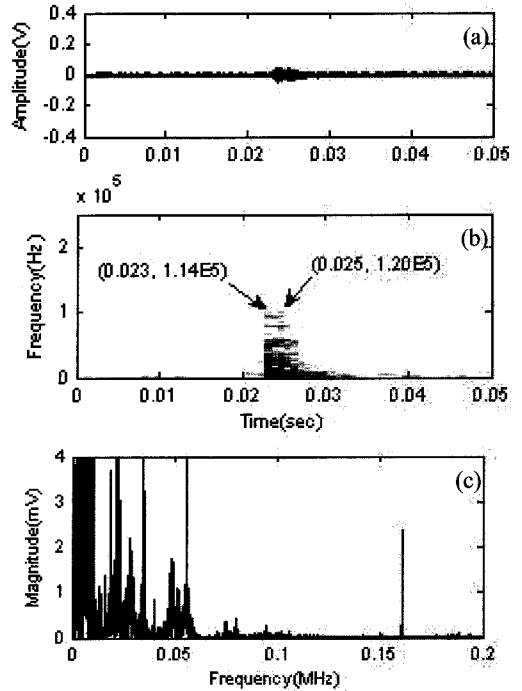 0.4
(a)
0.2
0
-0.2
-0.4
Amplitude(V)
0 0.01 0.02 0.03 0.04 0.05
x 10^5
(b)
2
1
0
Frequency(Hz)
(0.023, 1.14E5)
(0.025, 1.20E5)
0 0.01 0.02 0.03 0.04 0.05
Time(sec)
4
(c)
3
2
1
0
Magnitude(mV)
0 0.05 0.1 0.15 0.2
Frequency(MHz)